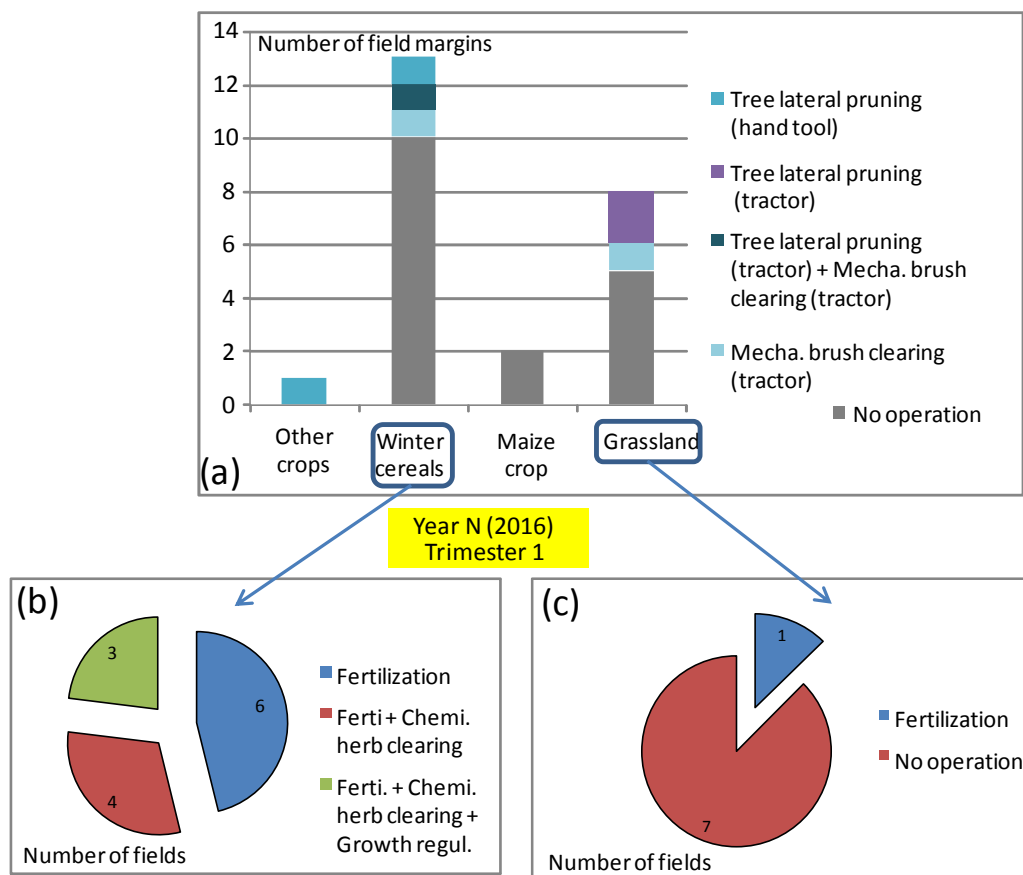 Number of field margins
14
12
10
8
6
4
2
0
Other
crops
Winter
cereals
Maize
crop
Grassland
Tree lateral pruning
(hand tool)
Tree lateral pruning
(tractor)
Tree lateral pruning
(tractor) + Mecha. brush
clearing (tractor)
Mecha. brush clearing
(tractor)
No operation
(a)
Year N (2016)
Trimester 1
(b)
3
6
4
Fertilization
Ferti + Chemi.
herb clearing
Ferti. + Chemi.
herb clearing +
Growth regul.
Number of fields
(c)
1
7
Fertilization
No operation
Number of fields